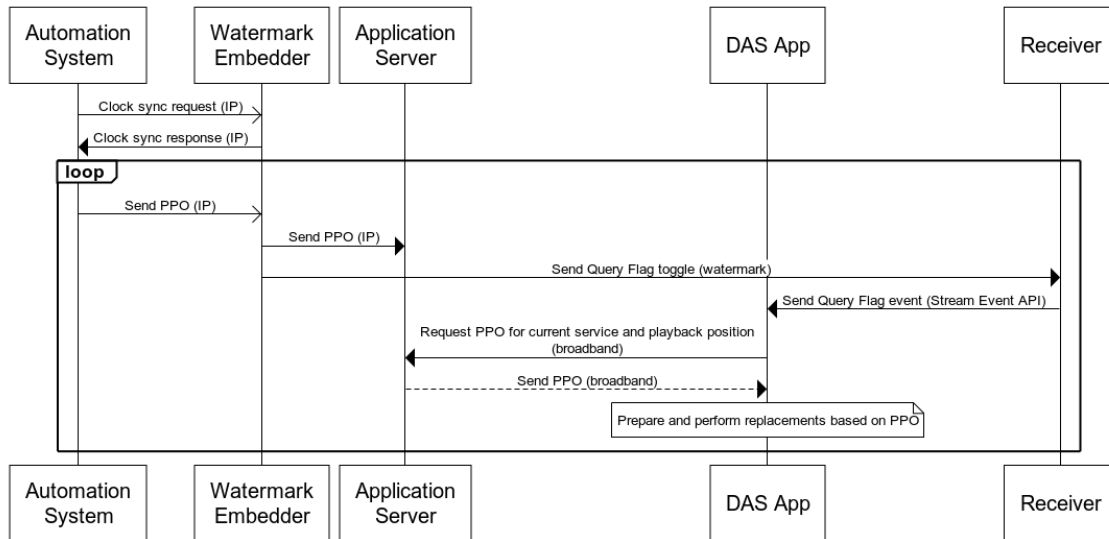 Automation
System
Watermark
Embedder
Application
Server
DAS App
Receiver
Clock sync request (IP)
Clock sync response (IP)
loop
Send PPO (IP)
Send PPO (IP)
Send Query Flag toggle (watermark)
Send Query Flag event (Stream Event API)
Request PPO for current service and playback position
(broadband)
Send PPO (broadband)
Prepare and perform replacements based on PPO
Automation
System
Watermark
Embedder
Application
Server
DAS App
Receiver